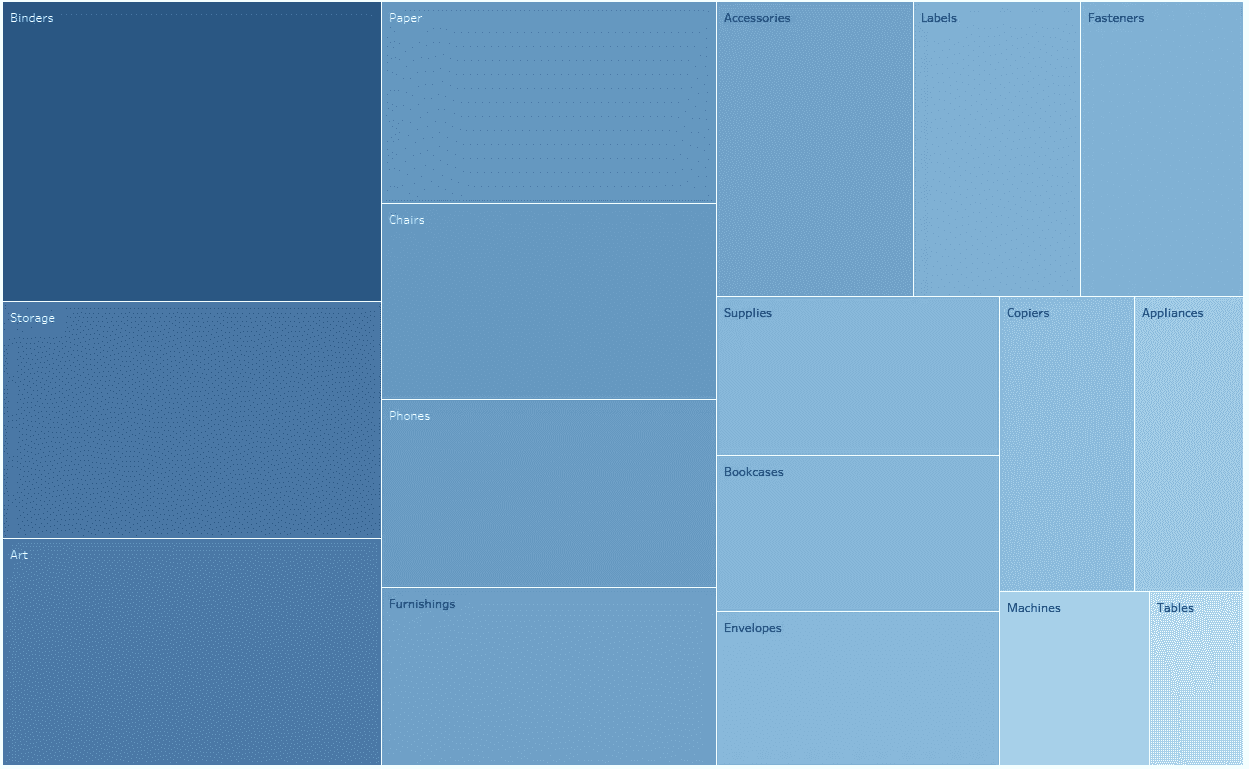 Binders
Storage
Art
Paper
Chairs
Phones
Furnishings
Accessories
Labels
Fasteners
Supplies
Bookcases
Envelopes
Copiers
Appliances
Machines
Tables